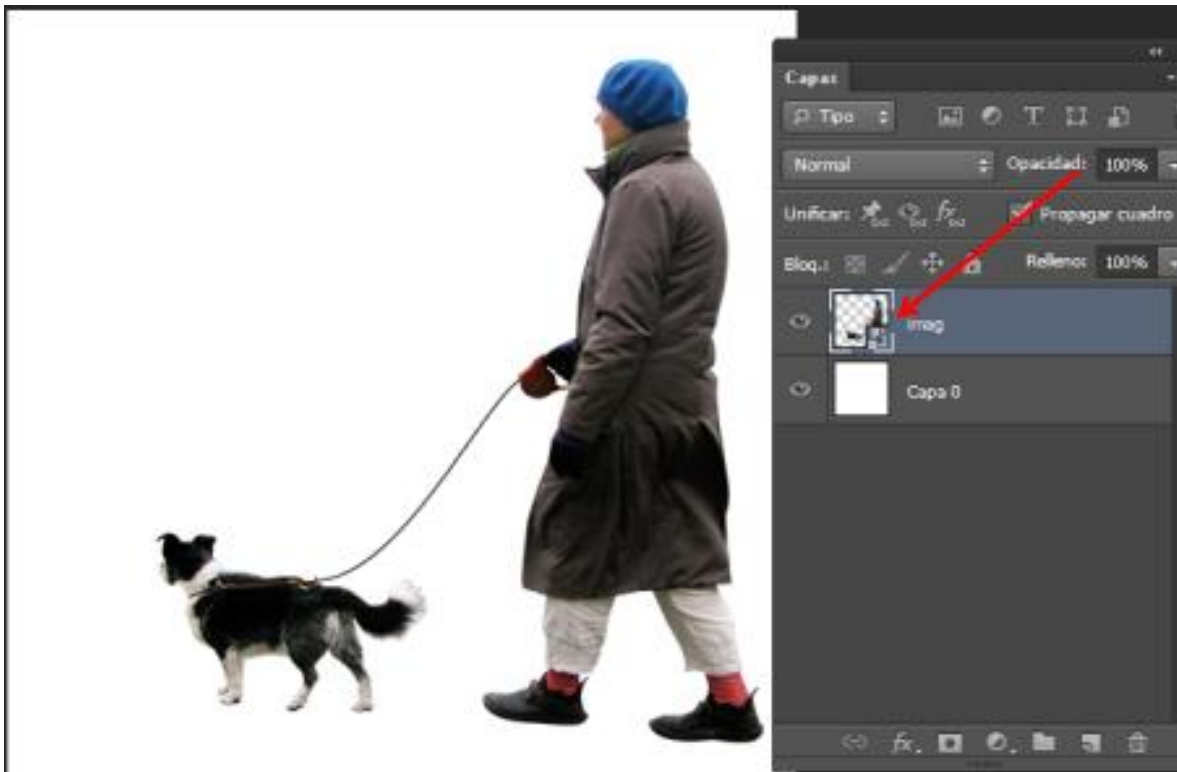 Capas
Tipo
Normal Opacidad: 100%
Unificar: Propagar cuadro
Bloq.: Relleno: 100%
imag
Capa 0